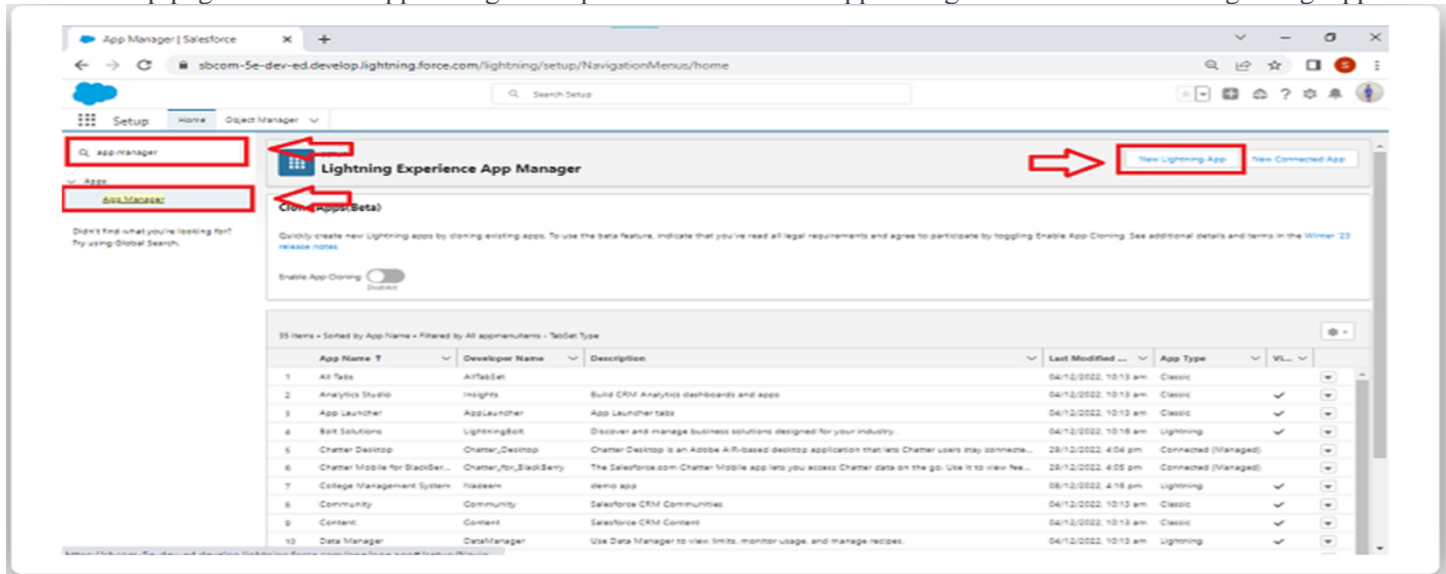 App Manager | Salesforce
sbcom-5e-dev-ed.develop.lightning.force.com/lightning/setup/NavigationMenus/home
S
Search Setup
Setup Home Object Manager
app manager
Apps
App Manager
Didn't find what you're looking for?
Try using Global Search.
Lightning Experience App Manager
New Lightning App New Connected App
Apps(Beta)
Quickly create new Lightning apps by cloning existing apps. To use the beta feature, indicate that you've read all legal requirements and agree to participate by toggling Enable App Cloning. See additional details and terms in the Winter '23
release notes
Enable App Cloning
Disabled
35 items • Sorted by App Name • Filtered by All appmenuitems - TabSet Type
App Name Developer Name Description Last Modified ... App Type Vi...
1 All Tabs AllTabSet 04/12/2022, 10:13 am Classic
2 Analytics Studio Insights Build CRM Analytics dashboards and apps 04/12/2022, 10:13 am Classic
3 App Launcher AppLauncher App Launcher tabs 04/12/2022, 10:13 am Classic
4 Bolt Solutions LightningBolt Discover and manage business solutions designed for your industry. 04/12/2022, 10:16 am Lightning
5 Chatter Desktop Chatter_Desktop Chatter Desktop is an Adobe AIR-based desktop application that lets Chatter users stay connecte... 29/12/2022, 4:04 pm Connected (Managed)
6 Chatter Mobile for BlackBer... Chatter_for_BlackBerry The Salesforce.com Chatter Mobile app lets you access Chatter data on the go. Use it to view fee... 29/12/2022, 4:05 pm Connected (Managed)
7 College Management System Nadeem demo app 08/12/2022, 4:16 pm Lightning
8 Community Community Salesforce CRM Communities 04/12/2022, 10:13 am Classic
9 Content Content Salesforce CRM Content 04/12/2022, 10:13 am Classic
10 Data Manager DataManager Use Data Manager to view limits, monitor usage, and manage recipes. 04/12/2022, 10:13 am Lightning